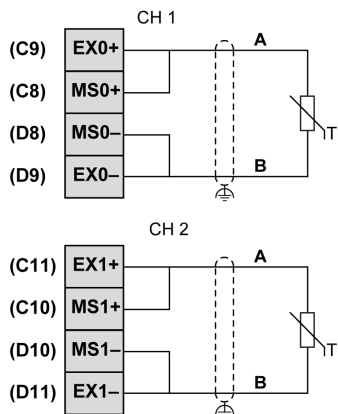 CH 1
(C9) EX0+ A
(C8) MS0+
T
(D8) MS0–
(D9) EX0– B
CH 2
(C11) EX1+ A
(C10) MS1+
T
(D10) MS1–
(D11) EX1– B